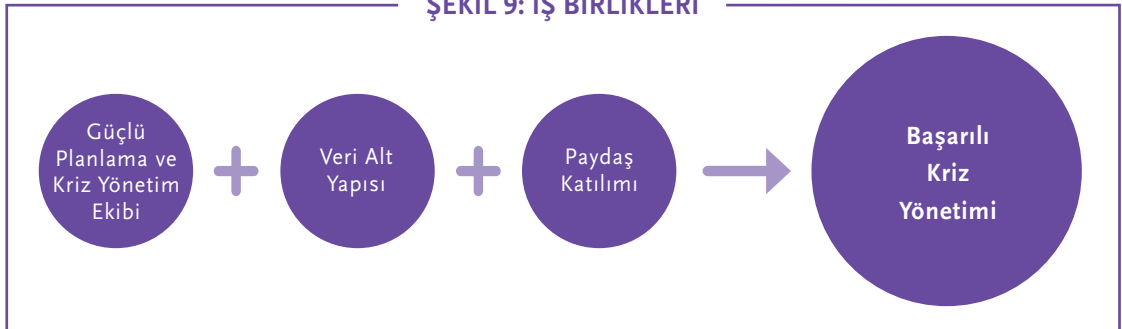 ŞEKİL 9: İŞ BİRLİKLERİ
Güçlü
Planlama ve
Kriz Yönetim
Ekibi
Veri Alt
Yapısı
Paydaş
Katılımı
Başarılı
Kriz
Yönetimi